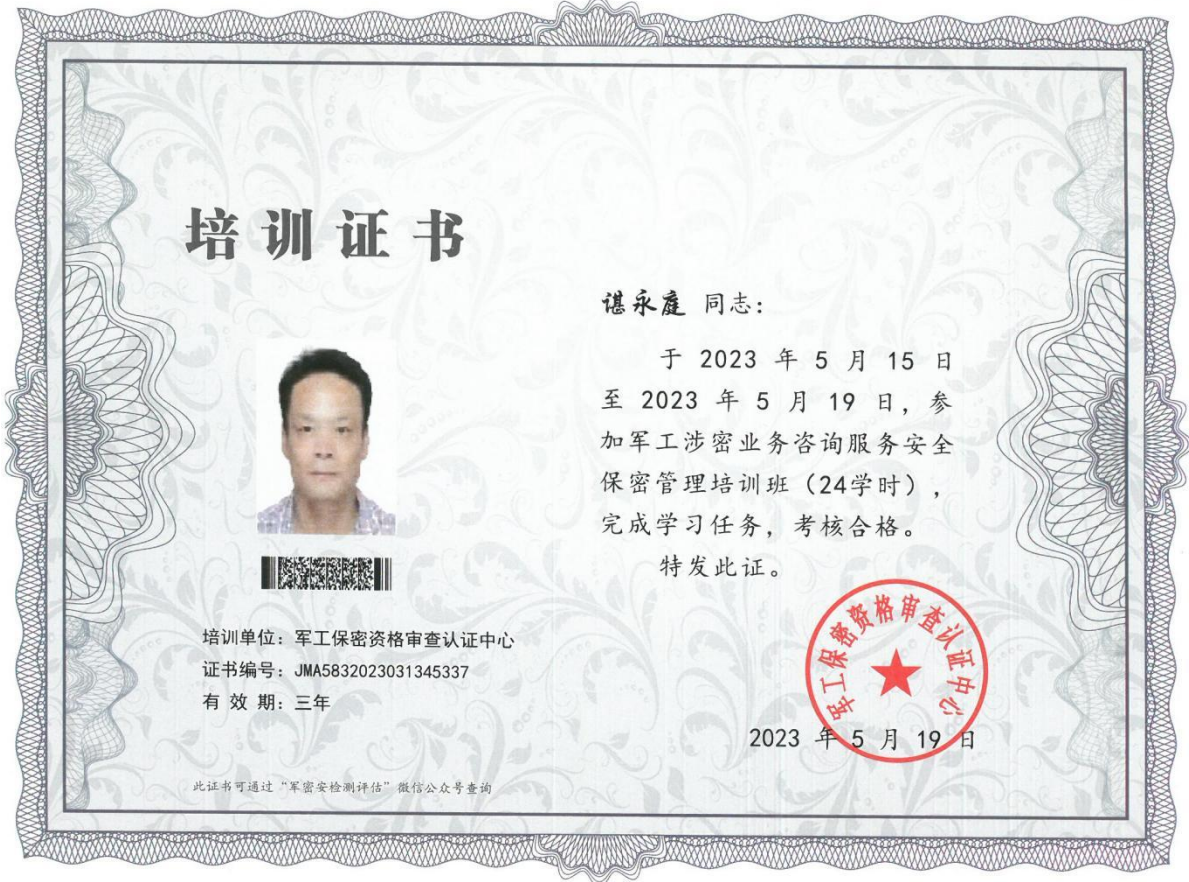 培训证书
谌永庭 同志：
于 2023 年 5 月 15 日
至 2023 年 5 月 19 日，参
加军工涉密业务咨询服务安全
保密管理培训班（24学时），
完成学习任务，考核合格。
特发此证。
培训单位：军工保密资格审查认证中心
证书编号：JMA5832023031345337
有 效 期：三年
军工保密资格审查认证中心
2023 年 5 月 19 日
此证书可通过“军密安检测评估”微信公众号查询